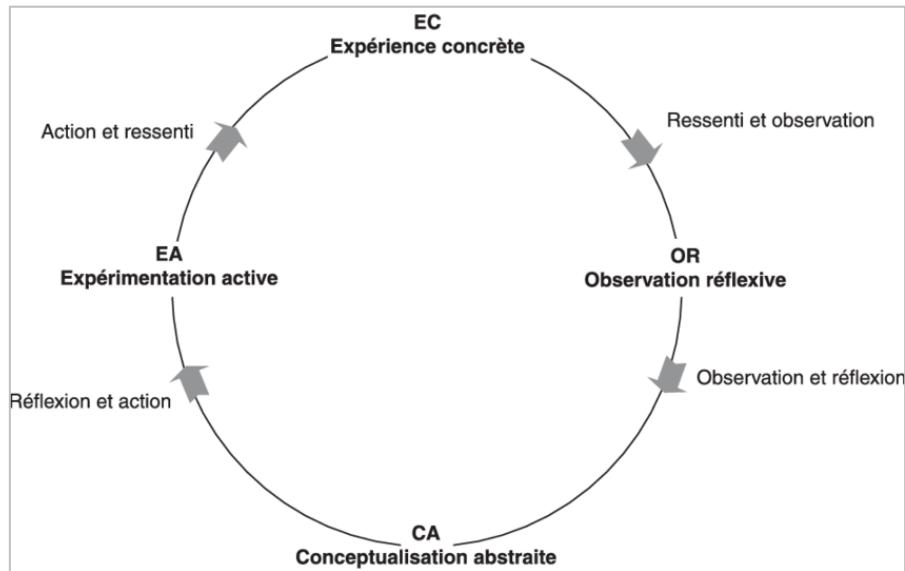 EC
Expérience concrète
Action et ressenti
Ressenti et observation
EA
Expérimentation active
OR
Observation réflexive
Réflexion et action
Observation et réflexion
CA
Conceptualisation abstraite